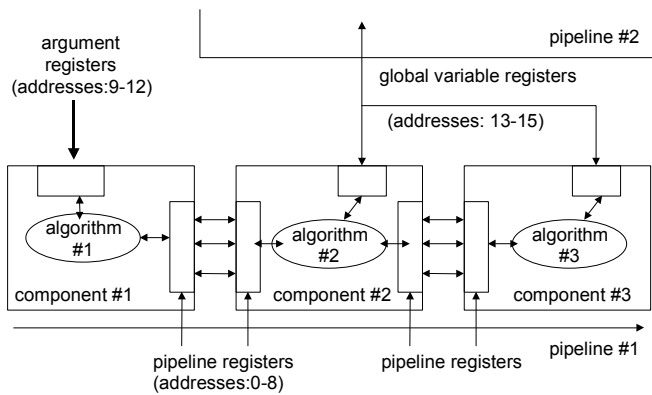 argument
registers
(addresses:9-12)
pipeline #2
global variable registers
(addresses: 13-15)
algorithm
#1
algorithm
#2
algorithm
#3
component #1
component #2
component #3
pipeline #1
pipeline registers
(addresses:0-8)
pipeline registers